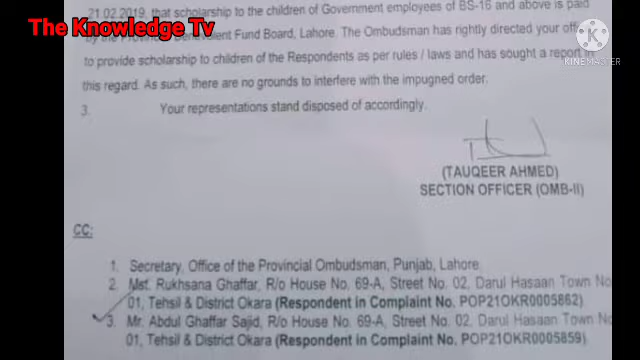 21.02.2019, that scholarship to the children of Government employees of BS-16 and above is paid
The Knowledge Tv
by the Benevolent Fund Board, Lahore. The Ombudsman has rightly directed your
to provide scholarship to children of the Respondents as per rules / laws and has sought a report in
KINEMASTER
this regard. As such, there are no grounds to interfere with the impugned order.
3. Your representations stand disposed of accordingly.
(TAUQEER AHMED)
SECTION OFFICER (OMB-II)
CC:
1. Secretary, Office of the Provincial Ombudsman, Punjab, Lahore.
2. Mst. Rukhsana Ghaffar, R/o House No. 69-A, Street No. 02, Darul Hasaan Town No
01, Tehsil & District Okara (Respondent in Complaint No. POP21OKR0005862)
3. Mr. Abdul Ghaffar Sajid, R/o House No. 69-A, Street No. 02, Darul Hasaan Town No
01, Tehsil & District Okara (Respondent in Complaint No. POP21OKR0005859)